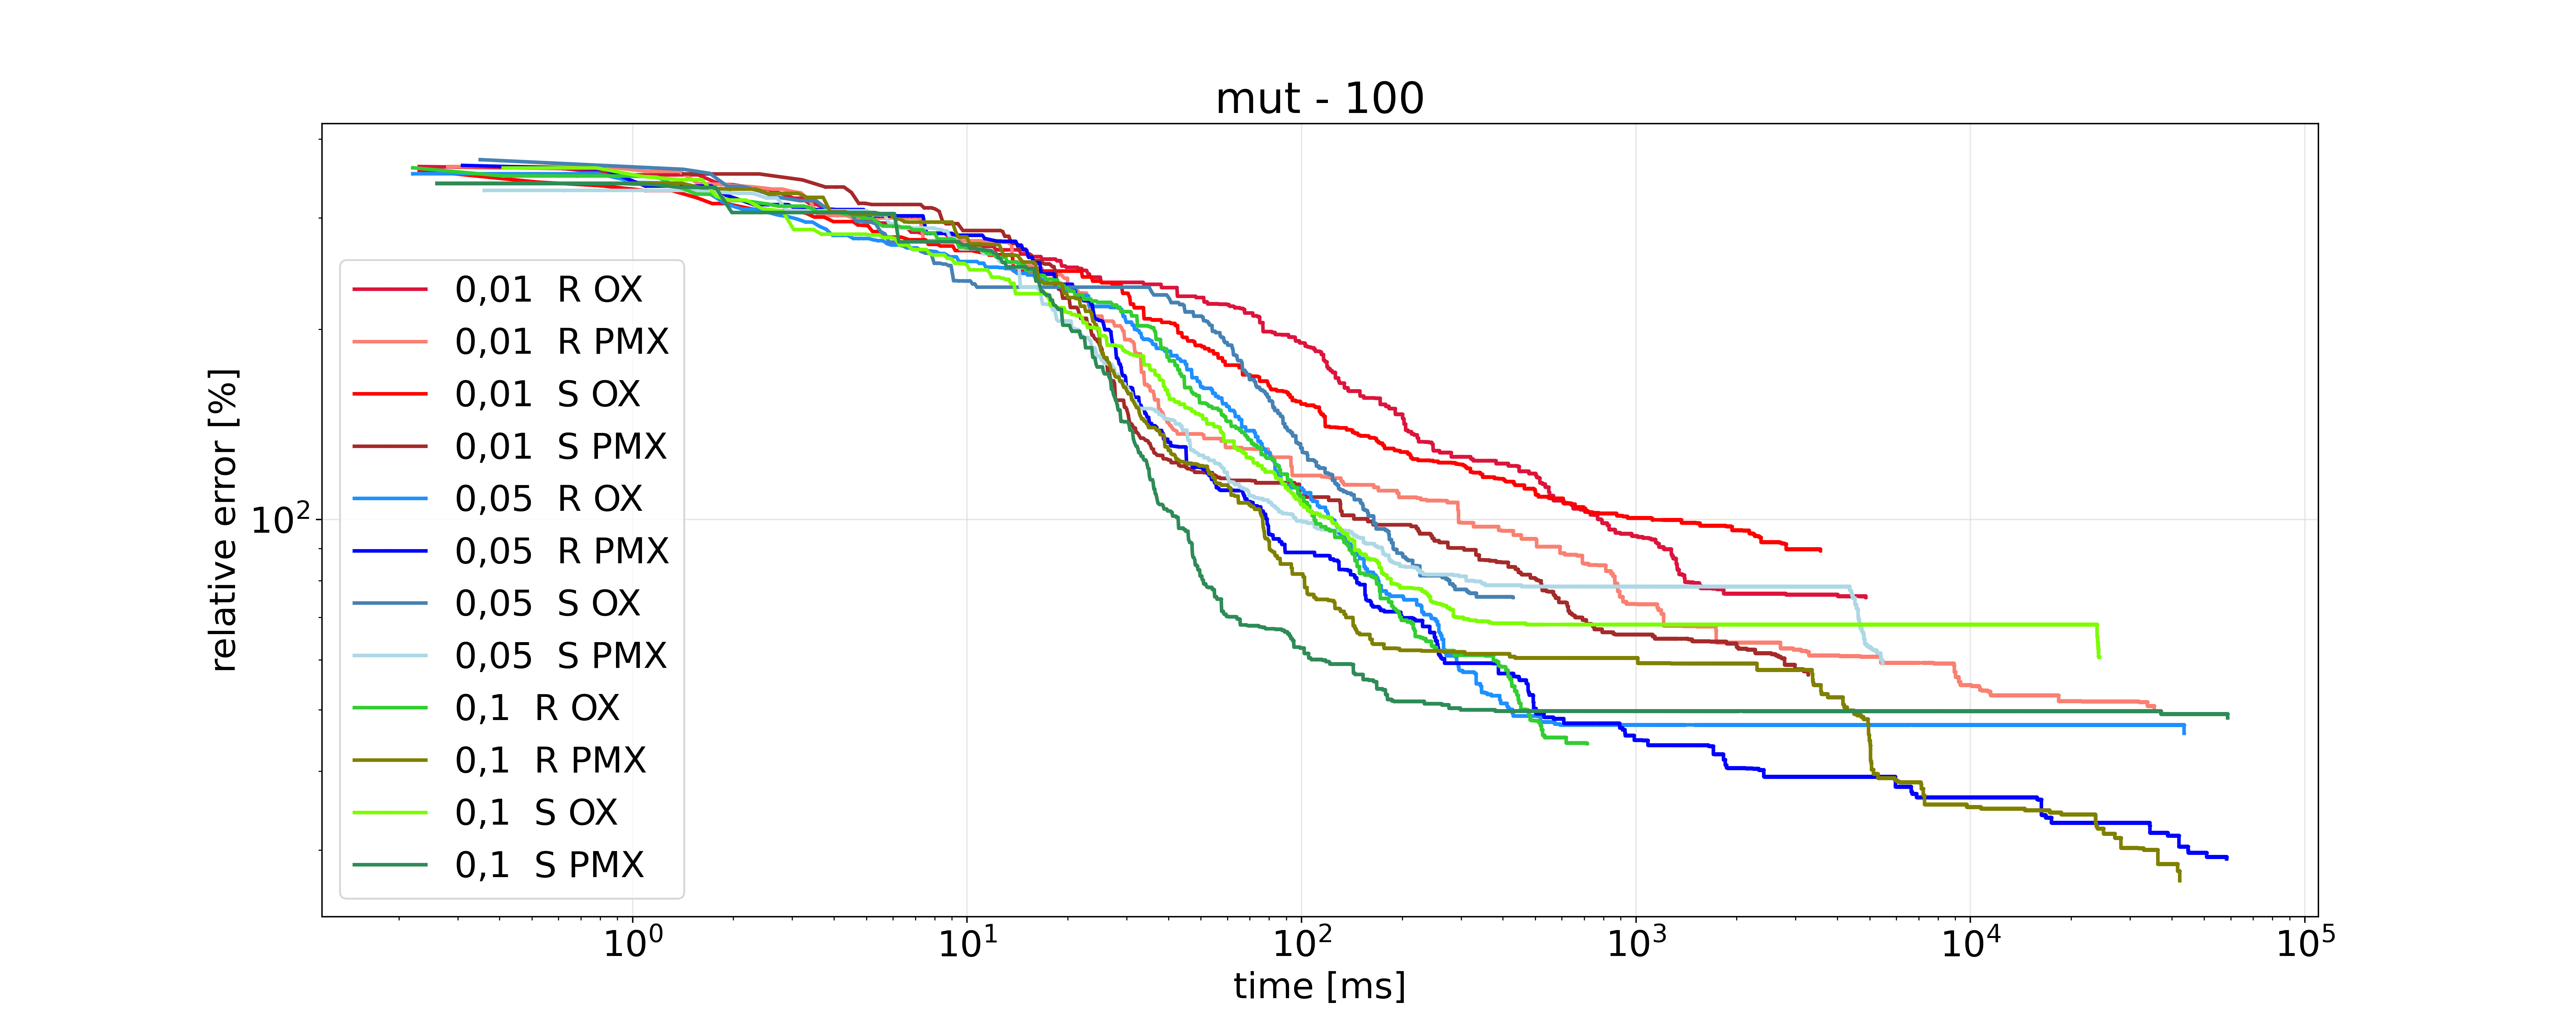 mut - 100
relative error [%]
10²
0,01 R OX
0,01 R PMX
0,01 S OX
0,01 S PMX
0,05 R OX
0,05 R PMX
0,05 S OX
0,05 S PMX
0,1 R OX
0,1 R PMX
0,1 S OX
0,1 S PMX
10⁰ 10¹ 10² 10³ 10⁴ 10⁵
time [ms]